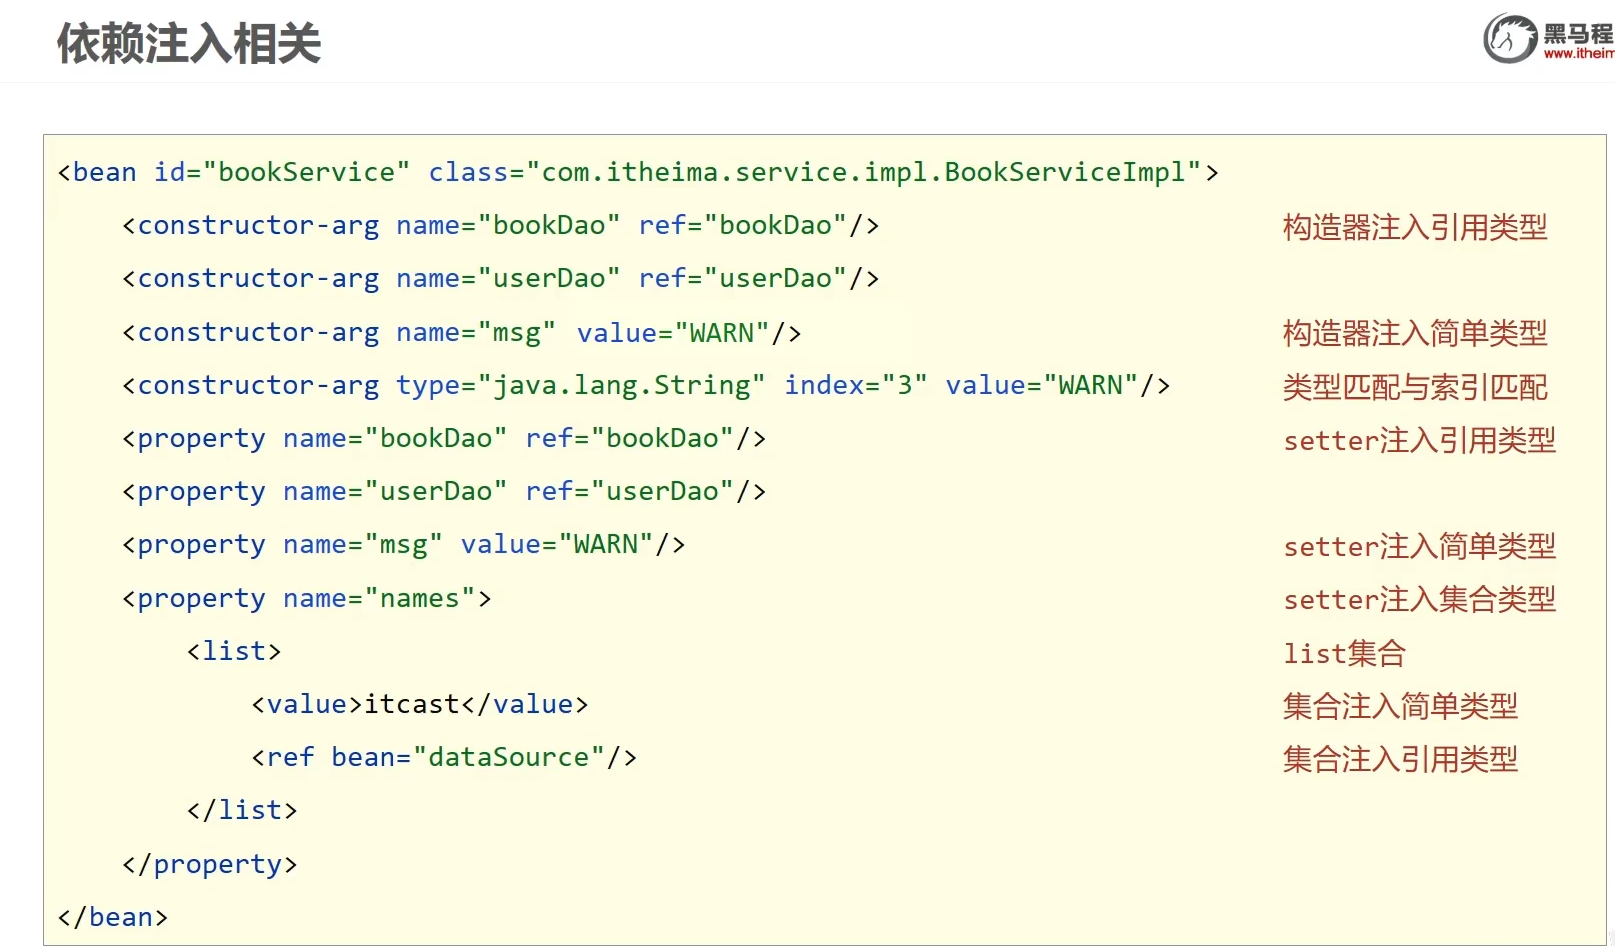 依赖注入相关
黑马程
www.itheim
<bean id="bookService" class="com.itheima.service.impl.BookServiceImpl">
<constructor-arg name="bookDao" ref="bookDao"/> 构造器注入引用类型
<constructor-arg name="userDao" ref="userDao"/>
<constructor-arg name="msg" value="WARN"/> 构造器注入简单类型
<constructor-arg type="java.lang.String" index="3" value="WARN"/> 类型匹配与索引匹配
<property name="bookDao" ref="bookDao"/> setter注入引用类型
<property name="userDao" ref="userDao"/>
<property name="msg" value="WARN"/> setter注入简单类型
<property name="names"> setter注入集合类型
<list> list集合
<value>itcast</value> 集合注入简单类型
<ref bean="dataSource"/> 集合注入引用类型
</list>
</property>
</bean>